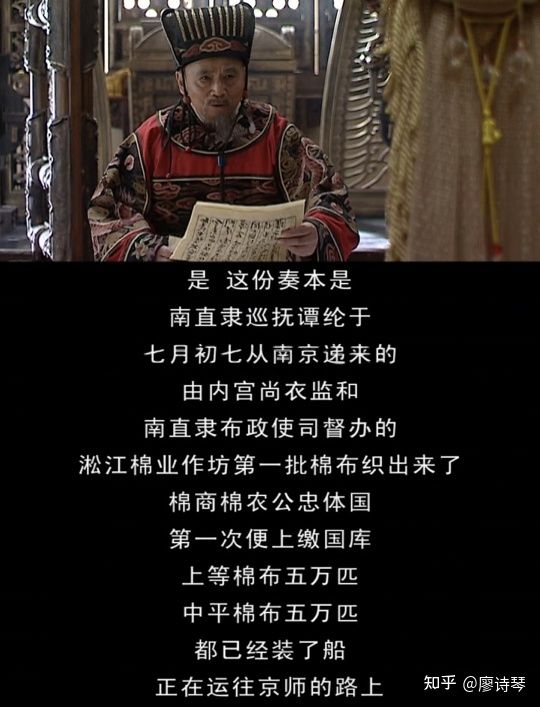 是 这份奏本是
南直隶巡抚谭纶于
七月初七从南京递来的
由内宫尚衣监和
南直隶布政使司督办的
淞江棉业作坊第一批棉布织出来了
棉商棉农公忠体国
第一次便上缴国库
上等棉布五万匹
中平棉布五万匹
都已经装了船
正在运往京师的路上
知乎 @廖诗琴